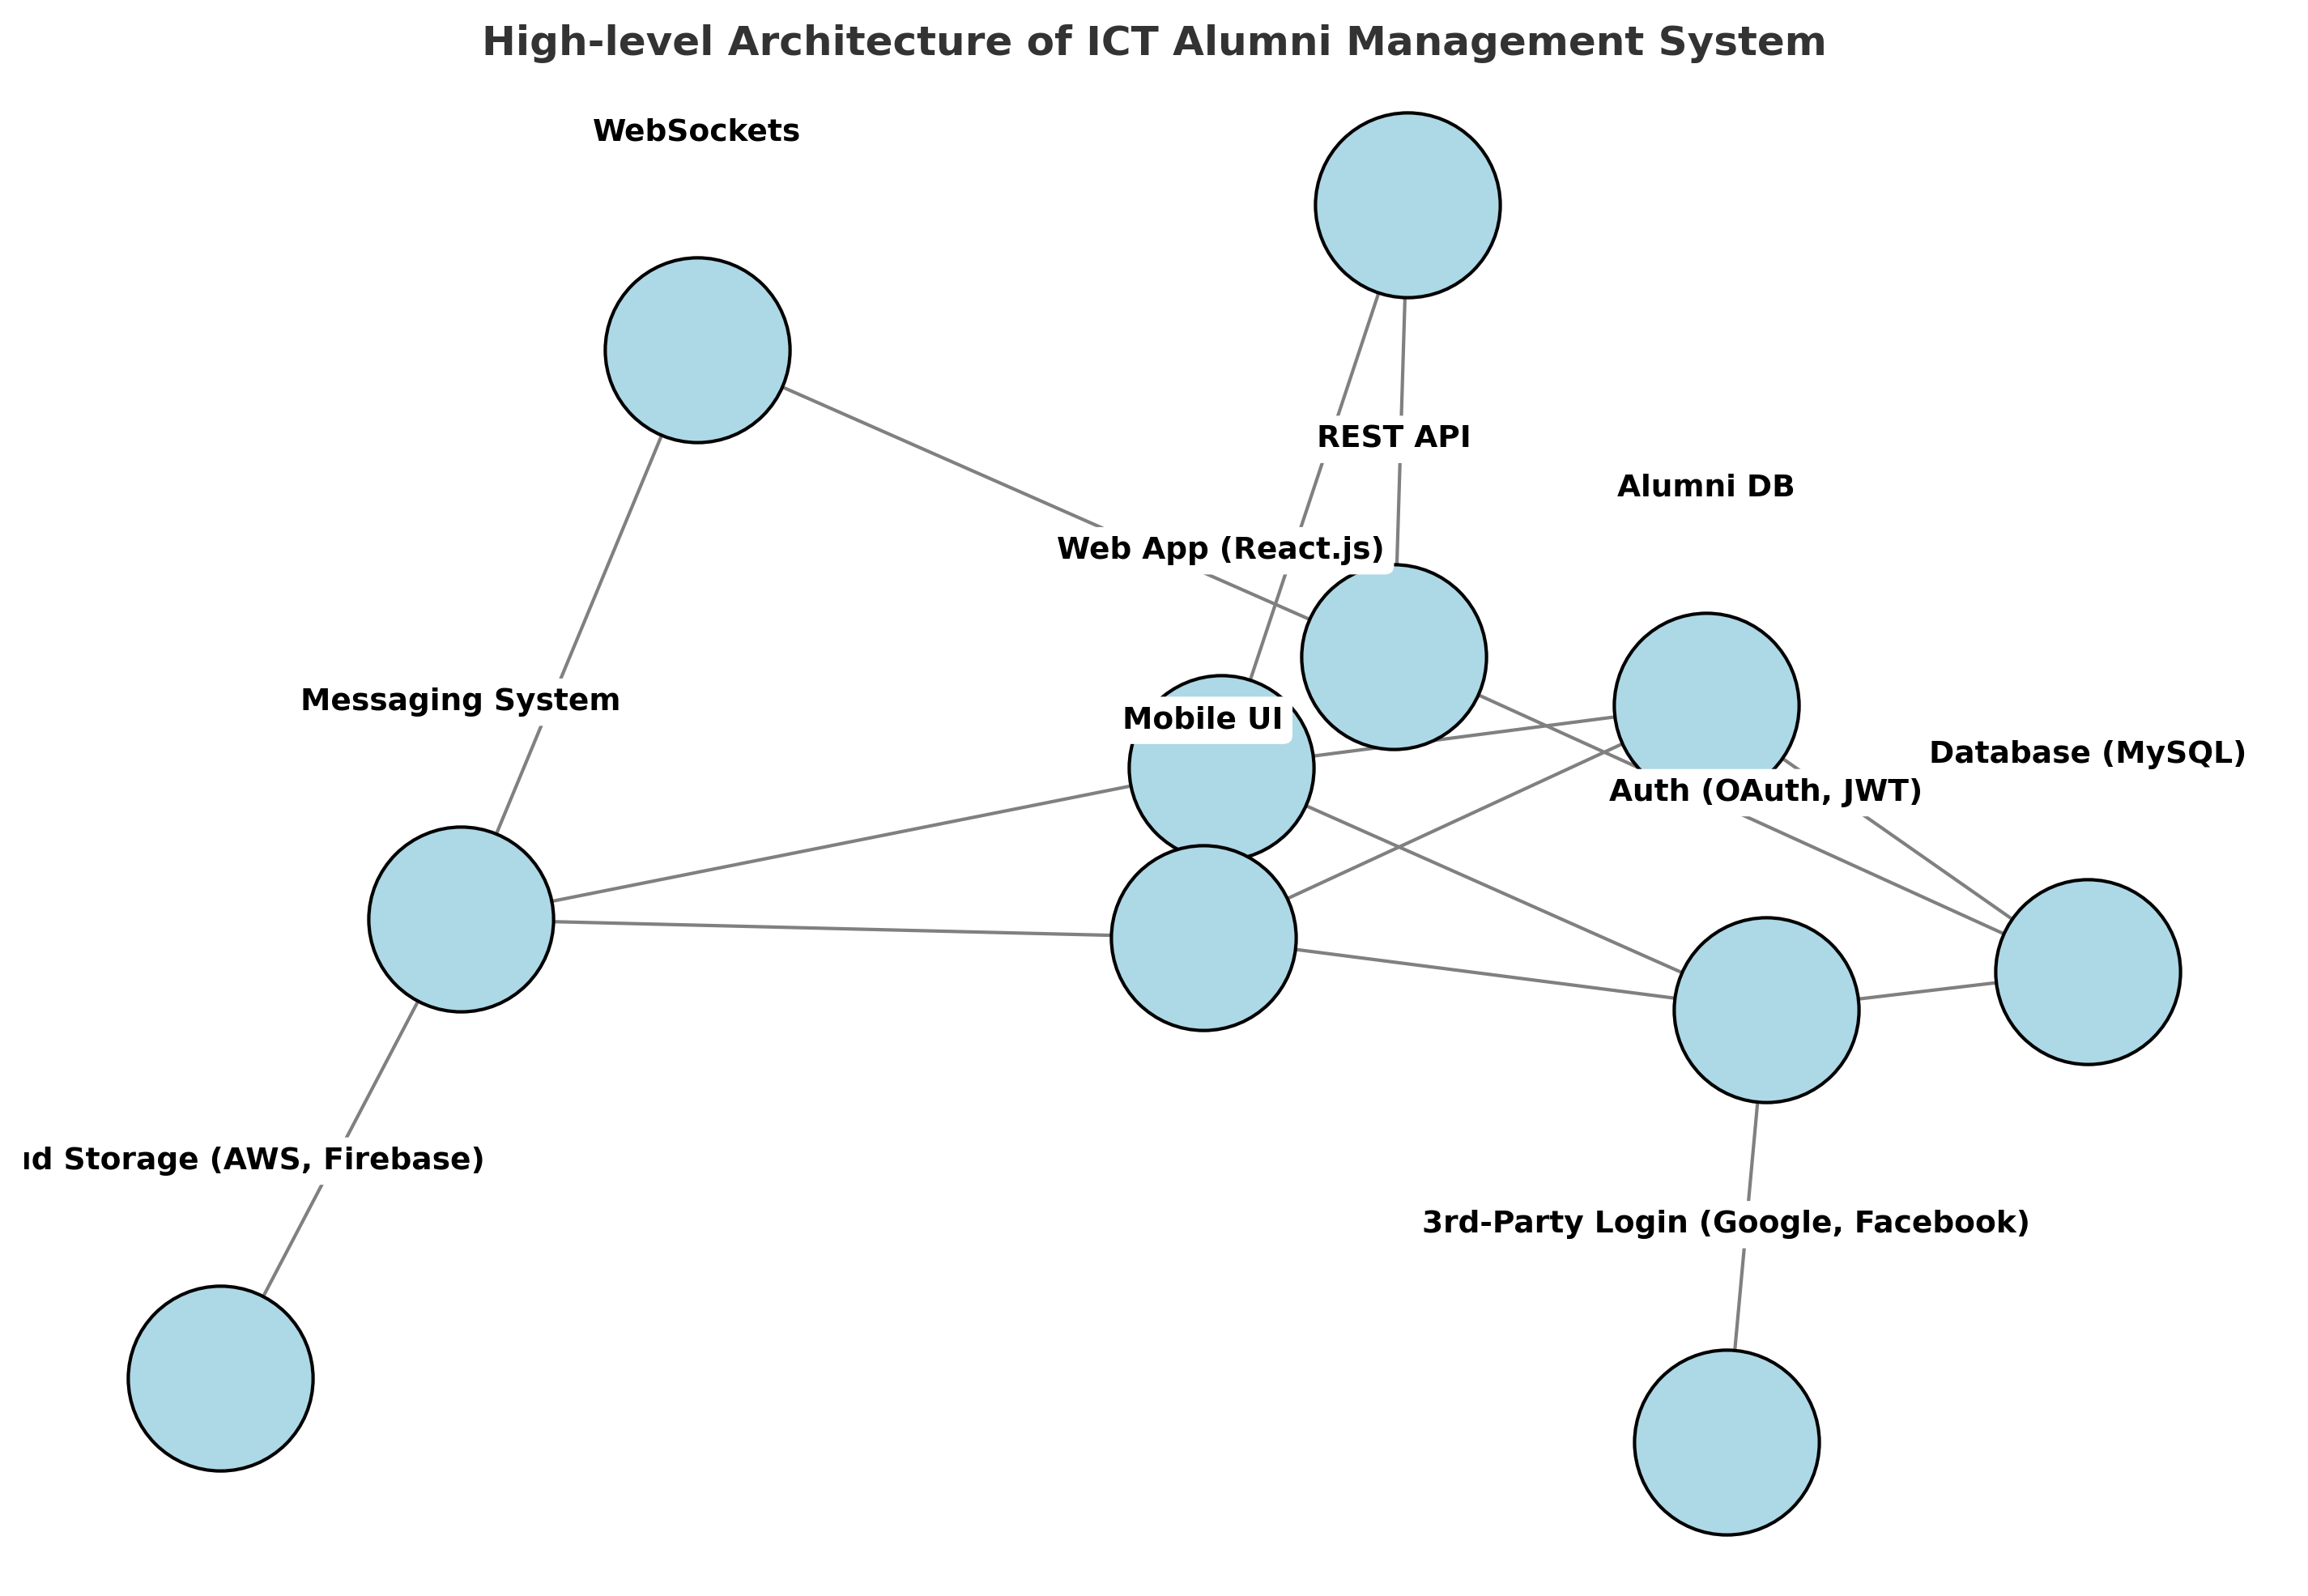 High-level Architecture of ICT Alumni Management System
WebSockets
REST API
Alumni DB
Web App (React.js)
Messaging System
Mobile UI
Database (MySQL)
Auth (OAuth, JWT)
Storage (AWS, Firebase)
3rd-Party Login (Google, Facebook)